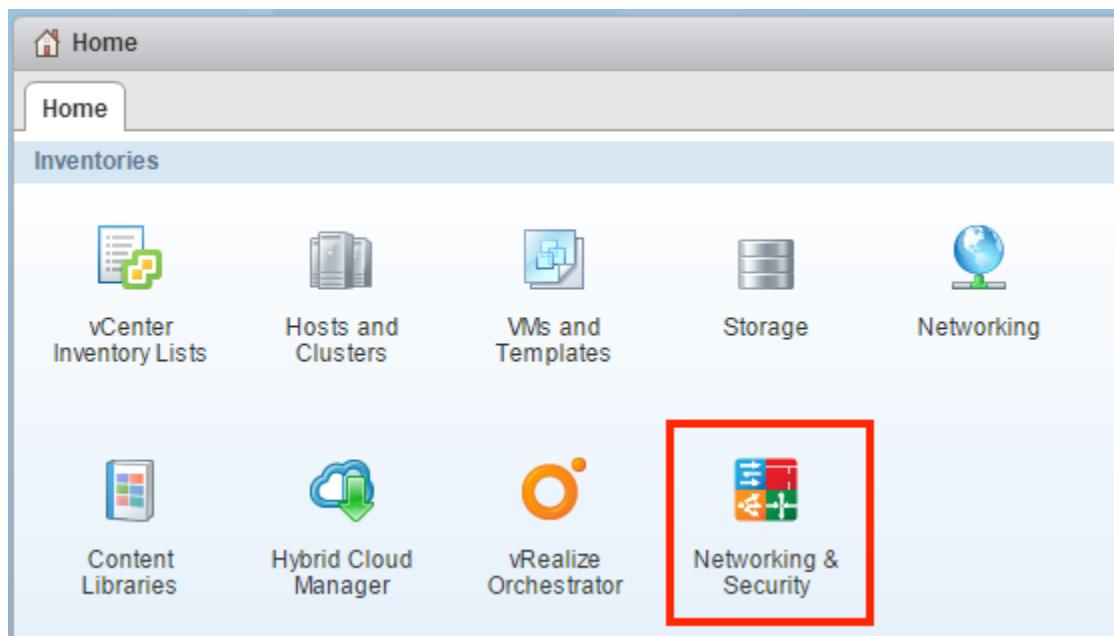 Home
Home
Inventories
vCenter
Inventory Lists
Hosts and
Clusters
VMs and
Templates
Storage
Networking
Content
Libraries
Hybrid Cloud
Manager
vRealize
Orchestrator
Networking &
Security